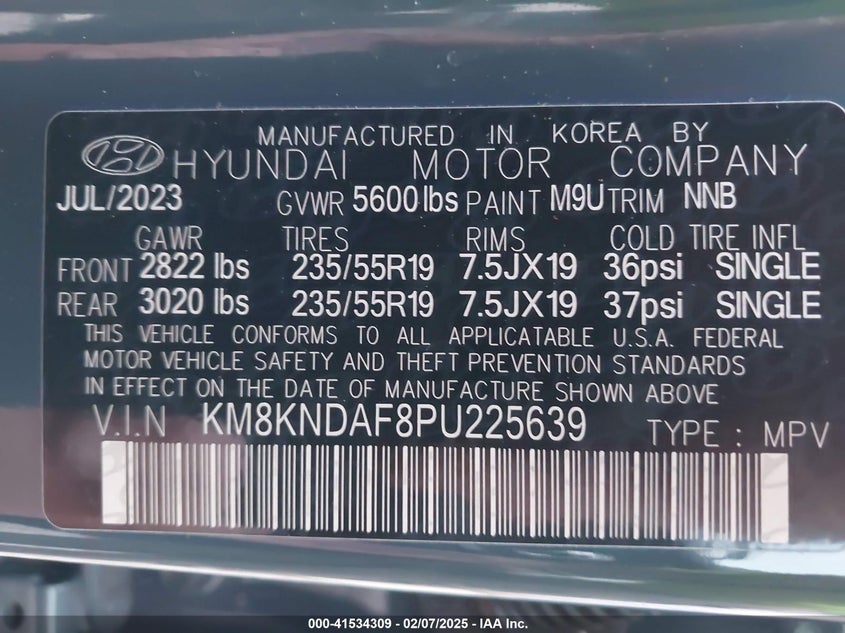 MANUFACTURED IN KOREA BY
HYUNDAI MOTOR COMPANY
JUL/2023 GVWR 5600 lbs PAINT M9U TRIM NNB
GAWR TIRES RIMS COLD TIRE INFL
FRONT 2822 lbs 235/55R19 7.5JX19 36psi SINGLE
REAR 3020 lbs 235/55R19 7.5JX19 37psi SINGLE
THIS VEHICLE CONFORMS TO ALL APPLICATABLE U.S.A. FEDERAL
MOTOR VEHICLE SAFETY AND THEFT PREVENTION STANDARDS
IN EFFECT ON THE DATE OF MANUFACTURE SHOWN ABOVE
V.I.N KM8KNDAF8PU225639 TYPE : MPV
000-41534309 - 02/07/2025 - IAA Inc.